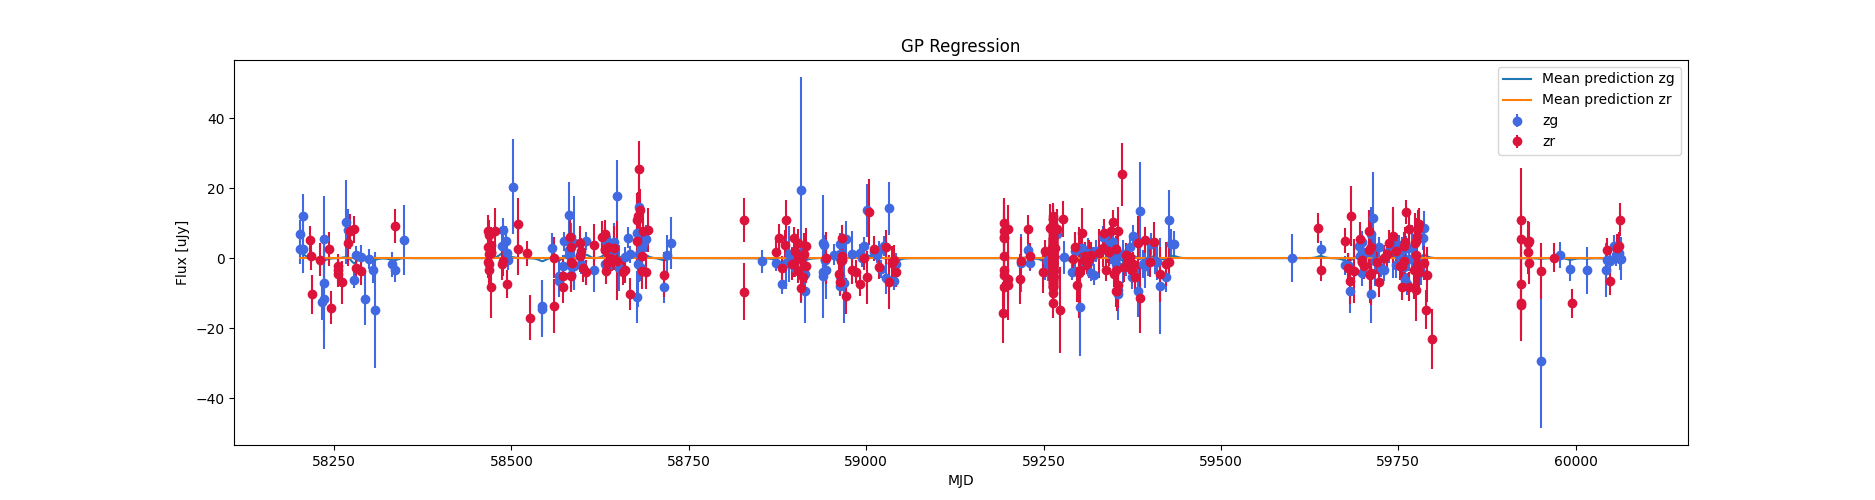 GP Regression
Mean prediction zg
Mean prediction zr
zg
zr
Flux [uJy]
40
20
0
−20
−40
58250
58500
58750
59000
59250
59500
59750
60000
MJD